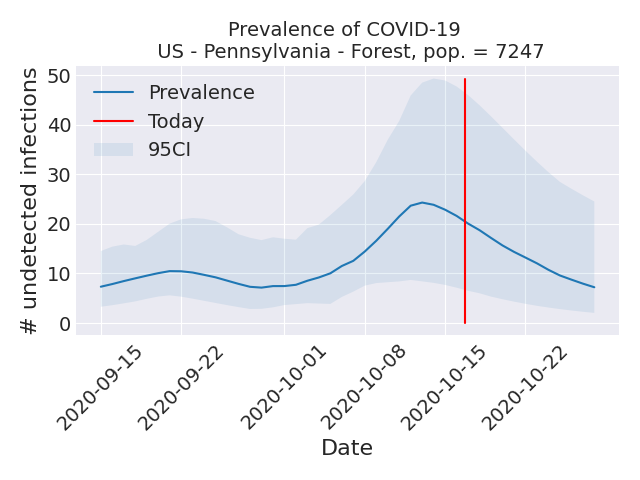 Prevalence of COVID-19
US - Pennsylvania - Forest, pop. = 7247
# undetected infections
50
40
30
20
10
0
Prevalence
Today
95CI
2020-09-15
2020-09-22
2020-10-01
2020-10-08
2020-10-15
2020-10-22
Date